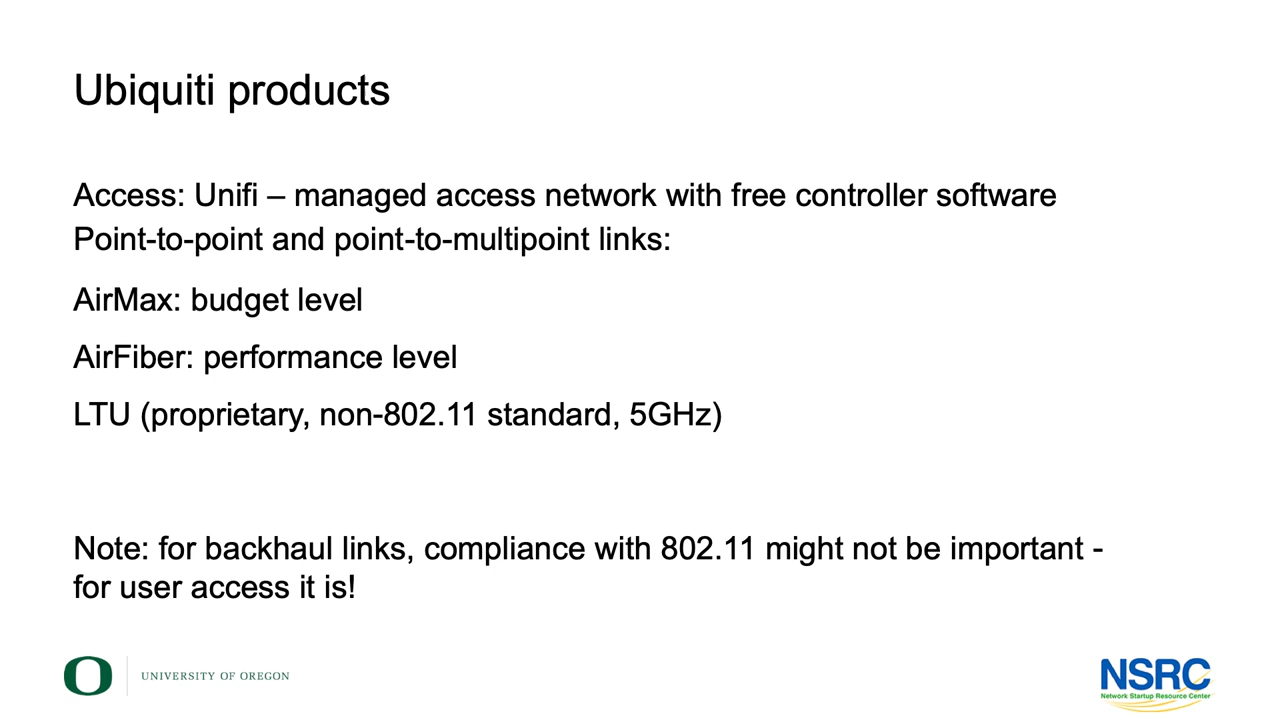 Ubiquiti products
Access: Unifi – managed access network with free controller software
Point-to-point and point-to-multipoint links:
AirMax: budget level
AirFiber: performance level
LTU (proprietary, non-802.11 standard, 5GHz)
Note: for backhaul links, compliance with 802.11 might not be important -
for user access it is!
O
UNIVERSITY OF OREGON
NSRC
Network Startup Resource Center